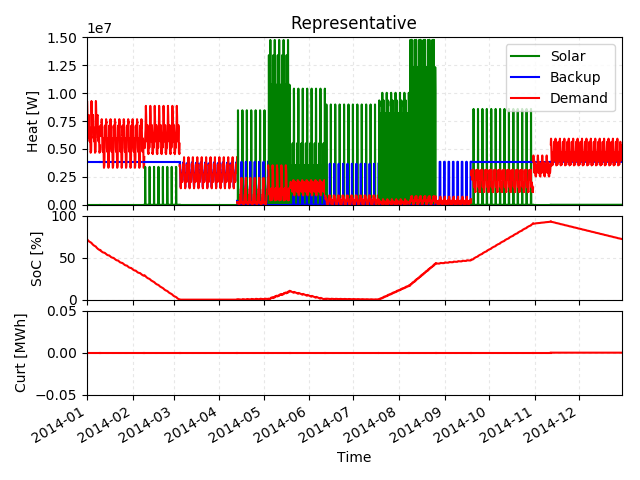 Representative
1e7
1.50
1.25
1.00
0.75
0.50
0.25
0.00
Heat [W]
Solar
Backup
Demand
100
50
0
SoC [%]
0.05
0.00
−0.05
Curt [MWh]
2014-01
2014-02
2014-03
2014-04
2014-05
2014-06
2014-07
2014-08
2014-09
2014-10
2014-11
2014-12
Time